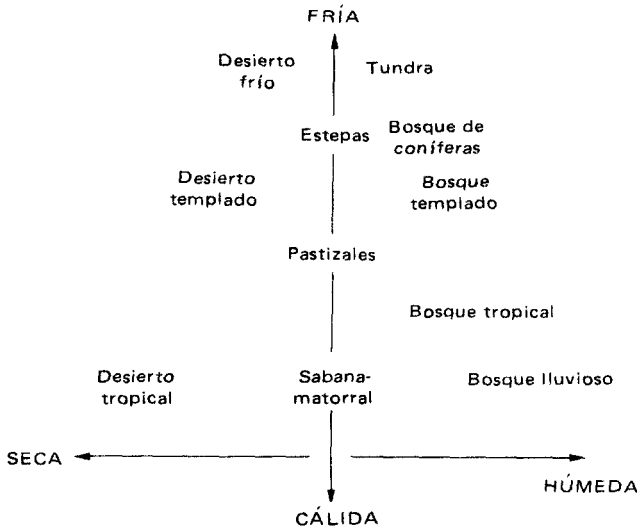 FRÍA
Desierto
frío
Tundra
Estepas
Bosque de
coníferas
Desierto
templado
Bosque
templado
Pastizales
Bosque tropical
Desierto
tropical
Sabana-
matorral
Bosque lluvioso
SECA
HÚMEDA
CÁLIDA